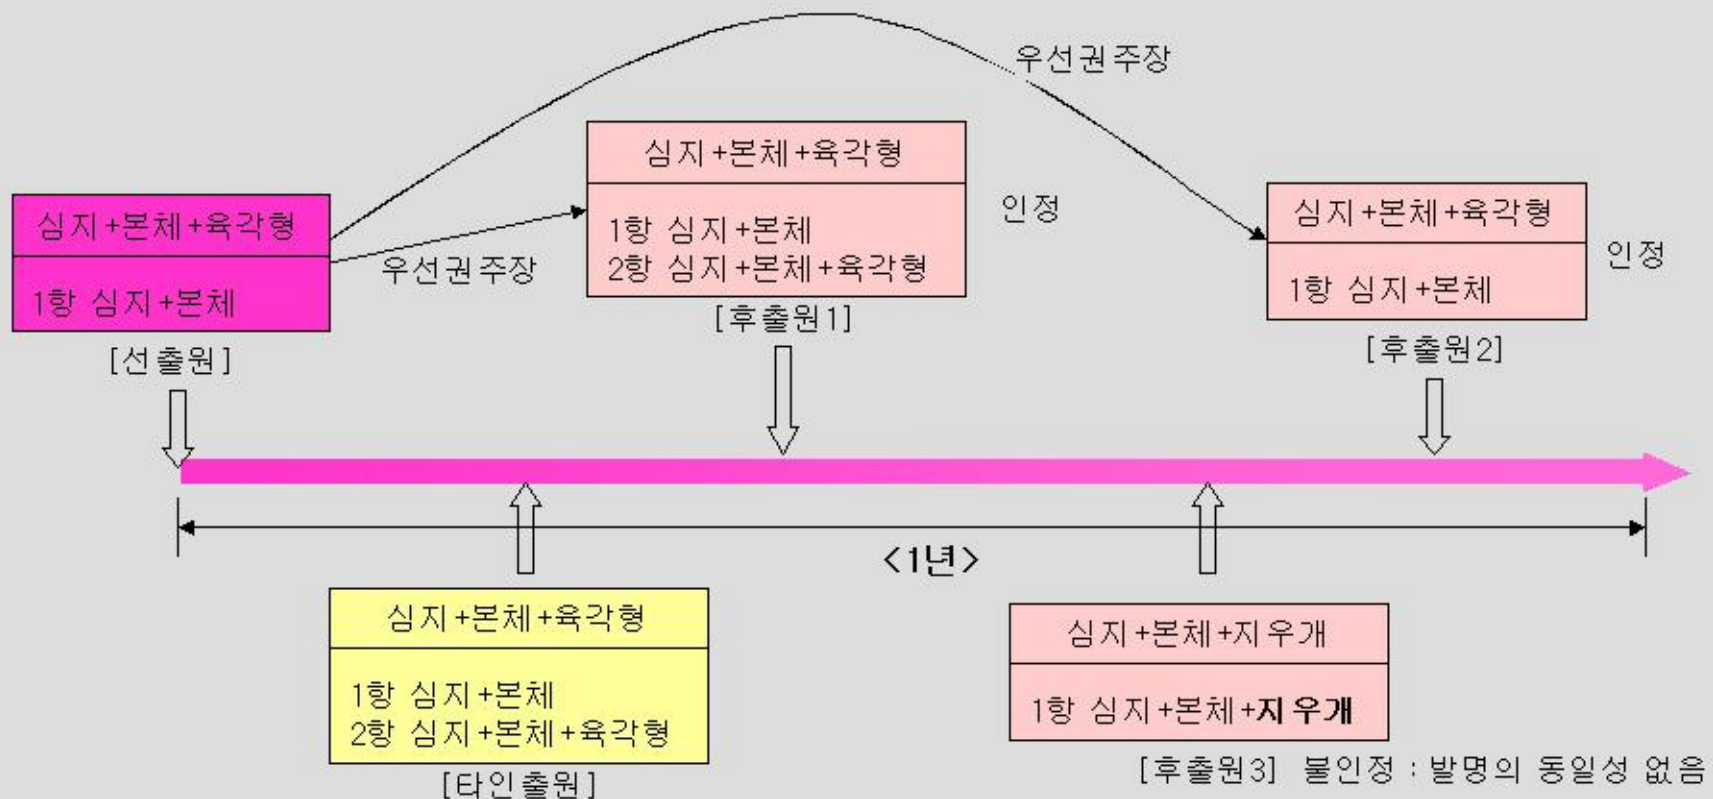 우선권주장
심지+본체+육각형
1항 심지+본체
[선출원]
우선권주장
심지+본체+육각형
1항 심지+본체
2항 심지+본체+육각형
[후출원1]
인정
심지+본체+육각형
1항 심지+본체
[후출원2]
인정
<1년>
심지+본체+육각형
1항 심지+본체
2항 심지+본체+육각형
[타인출원]
심지+본체+지우개
1항 심지+본체+지우개
[후출원3] 불인정 : 발명의 동일성 없음